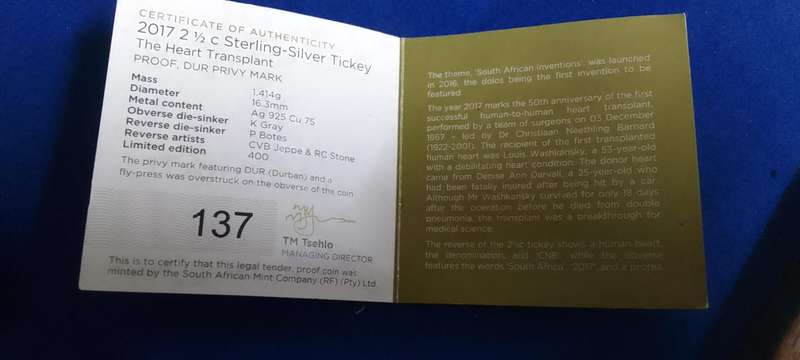 CERTIFICATE OF AUTHENTICITY
2017 2 ½ c Sterling-Silver Tickey
The Heart Transplant
PROOF, DUR PRIVY MARK
Mass 1.414g
Diameter 16.3mm
Metal content Ag 925 Cu 75
Obverse die-sinker K Gray
Reverse die-sinker P Botes
Reverse artists CVB Jeppe & RC Stone
Limited edition 400
The privy mark featuring DUR (Durban) and a
fly-press was overstruck on the obverse of the coin
137
TM Tsehlo
MANAGING DIRECTOR
This is to certify that this legal tender, proof coin was
minted by the South African Mint Company (RF) (Pty) Ltd.
The theme, 'South African inventions', was launched
in 2016, the dolos being the first invention to be
featured.
The year 2017 marks the 50th anniversary of the first
successful human-to-human heart transplant,
performed by a team of surgeons on 03 December
1967 – led by Dr Christiaan Neethling Barnard
(1922-2001). The recipient of the first transplanted
human heart was Louis Washkansky, a 53-year-old
with a debilitating heart condition. The donor heart
came from Denise Ann Darvall, a 25-year-old who
had been fatally injured after being hit by a car.
Although Mr Washkansky survived for only 18 days
after the operation before he died from double
pneumonia, the transplant was a breakthrough for
medical science.
The reverse of the 2½c tickey shows a human heart,
the denomination, and 'CNB', while the obverse
features the words 'South Africa', '2017', and a protea.